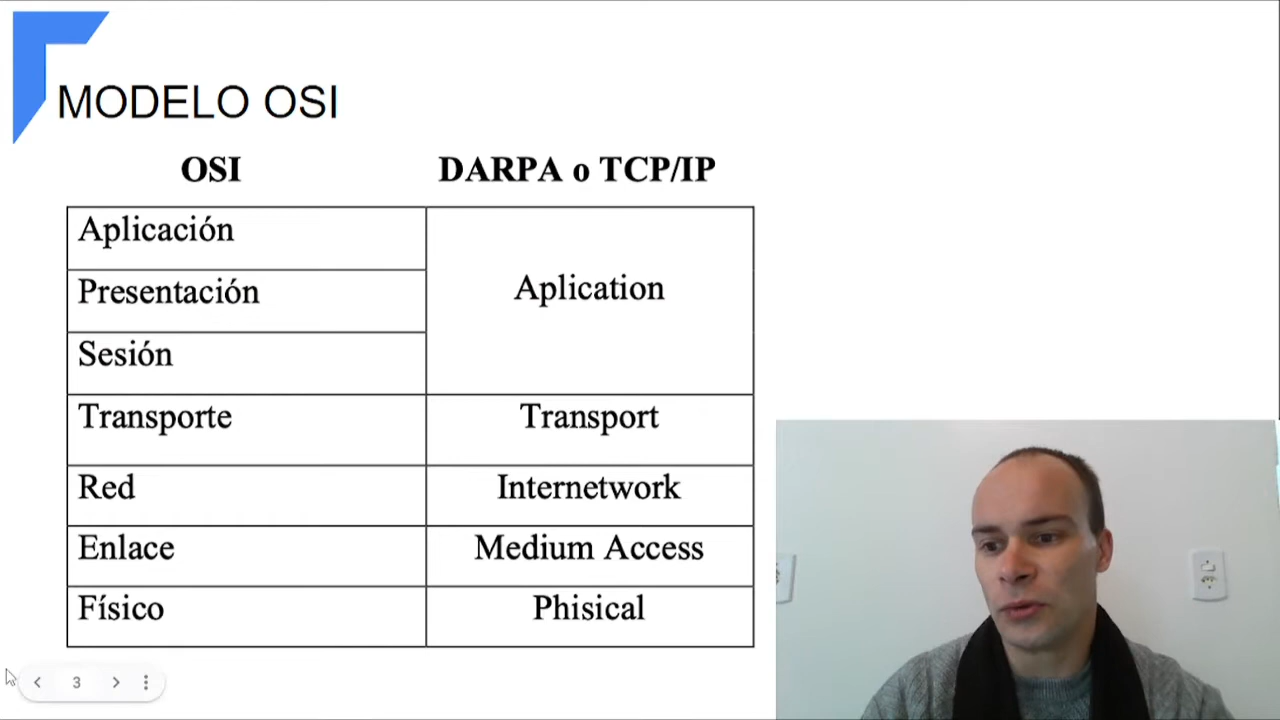 MODELO OSI
OSI DARPA o TCP/IP
Aplicación
Presentación
Aplication
Sesión
Transporte Transport
Red Internetwork
Enlace Medium Access
Físico Phisical
3